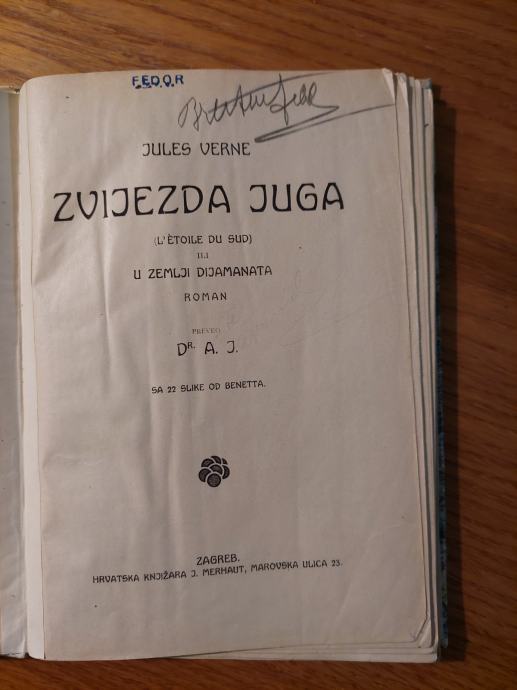 FEDOR
JULES VERNE
ZVIJEZDA JUGA
(L'ÈTOILE DU SUD)
ILI
U ZEMLJI DIJAMANATA
ROMAN
PREVEO
DR. A. J.
SA 22 SLIKE OD BENETTA.
ZAGREB.
HRVATSKA KNJIŽARA J. MERHAUT, MAROVSKA ULICA 23.